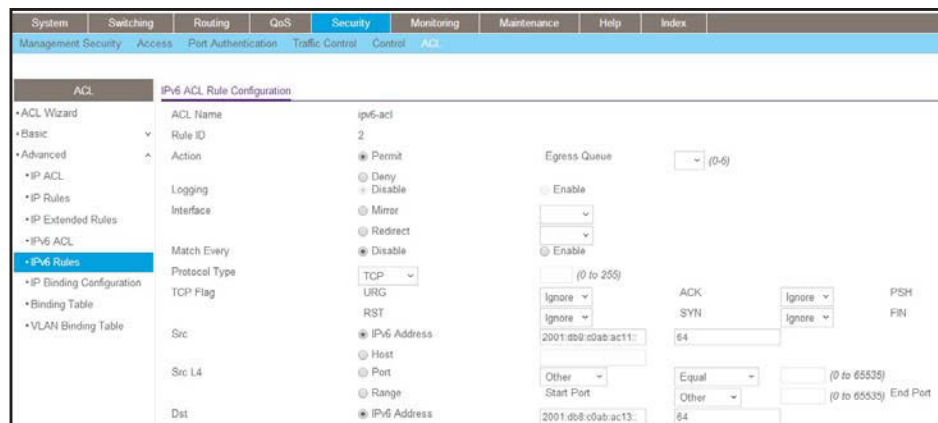 System Switching Routing QoS Security Monitoring Maintenance Help Index
Management Security Access Port Authentication Traffic Control Control ACL
ACL
IPv6 ACL Rule Configuration
• ACL Wizard
• Basic
• Advanced
• IP ACL
• IP Rules
• IP Extended Rules
• IPv6 ACL
• IPv6 Rules
• IP Binding Configuration
• Binding Table
• VLAN Binding Table
ACL Name ipv6-acl
Rule ID 2
Action Permit Egress Queue (0-6)
Deny
Logging Disable Enable
Interface Mirror
Redirect
Match Every Disable Enable
Protocol Type TCP (0 to 255)
TCP Flag URG Ignore ACK Ignore PSH
RST Ignore SYN Ignore FIN
Src IPv6 Address 2001:db8:c0ab:ac11:: 64
Host
Src L4 Port Other Equal (0 to 65535)
Range Start Port Other (0 to 65535) End Port
Dst IPv6 Address 2001:db8:c0ab:ac13:: 64